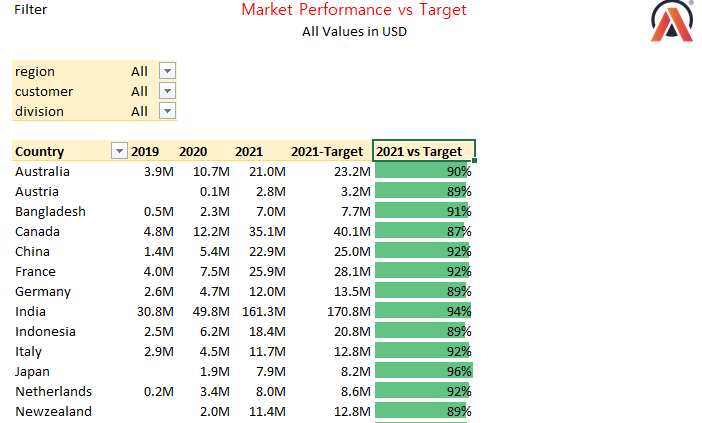 Filter
Market Performance vs Target
All Values in USD
region All
customer All
division All
Country 2019 2020 2021 2021-Target 2021 vs Target
Australia 3.9M 10.7M 21.0M 23.2M 90%
Austria 0.1M 2.8M 3.2M 89%
Bangladesh 0.5M 2.3M 7.0M 7.7M 91%
Canada 4.8M 12.2M 35.1M 40.1M 87%
China 1.4M 5.4M 22.9M 25.0M 92%
France 4.0M 7.5M 25.9M 28.1M 92%
Germany 2.6M 4.7M 12.0M 13.5M 89%
India 30.8M 49.8M 161.3M 170.8M 94%
Indonesia 2.5M 6.2M 18.4M 20.8M 89%
Italy 2.9M 4.5M 11.7M 12.8M 92%
Japan 1.9M 7.9M 8.2M 96%
Netherlands 0.2M 3.4M 8.0M 8.6M 92%
Newzealand 2.0M 11.4M 12.8M 89%